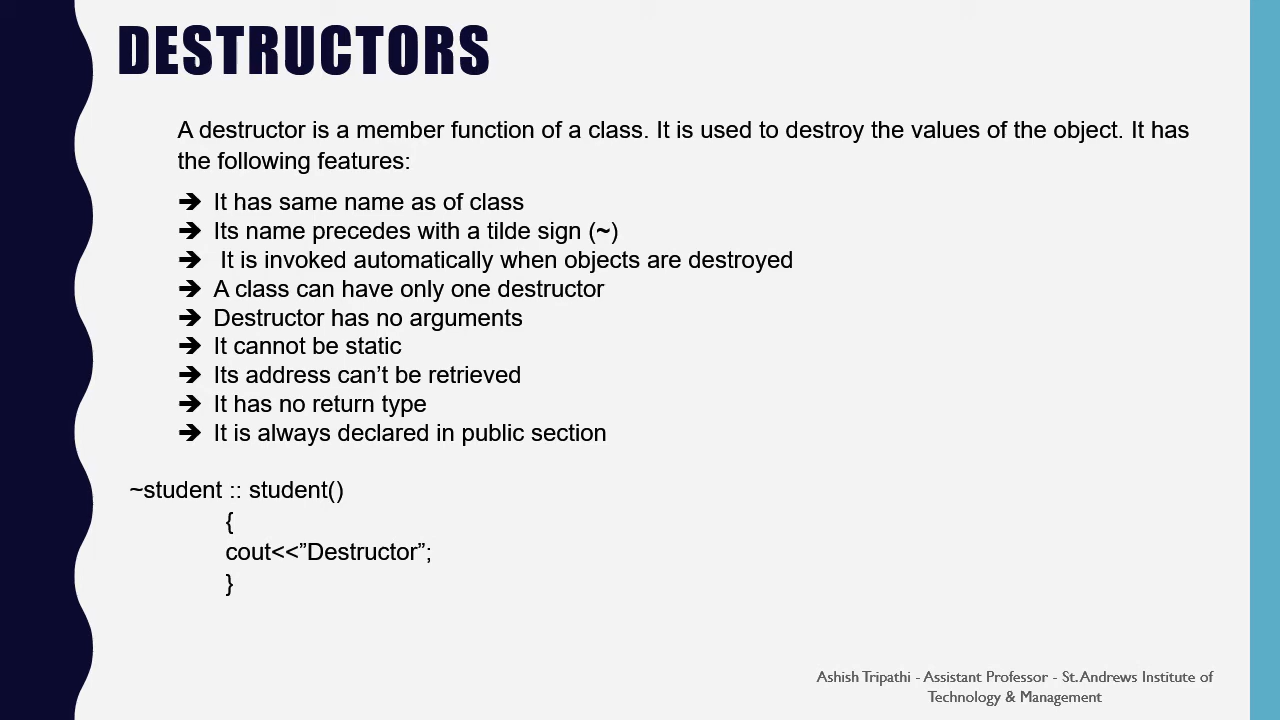 DESTRUCTORS
A destructor is a member function of a class. It is used to destroy the values of the object. It has
the following features:
➔ It has same name as of class
➔ Its name precedes with a tilde sign (~)
➔ It is invoked automatically when objects are destroyed
➔ A class can have only one destructor
➔ Destructor has no arguments
➔ It cannot be static
➔ Its address can’t be retrieved
➔ It has no return type
➔ It is always declared in public section
~student :: student()
{
cout<<”Destructor”;
}
Ashish Tripathi - Assistant Professor - St. Andrews Institute of
Technology & Management